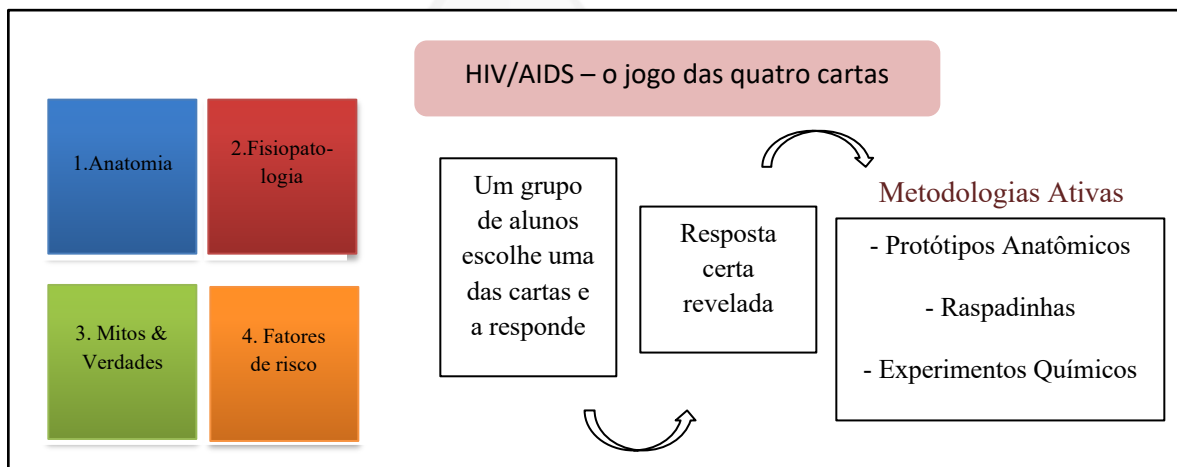 HIV/AIDS – o jogo das quatro cartas
1.Anatomia
2.Fisiopato-
logia
3. Mitos &
Verdades
4. Fatores
de risco
Um grupo
de alunos
escolhe uma
das cartas e
a responde
Resposta
certa
revelada
Metodologias Ativas
- Protótipos Anatômicos
- Raspadinhas
- Experimentos Químicos